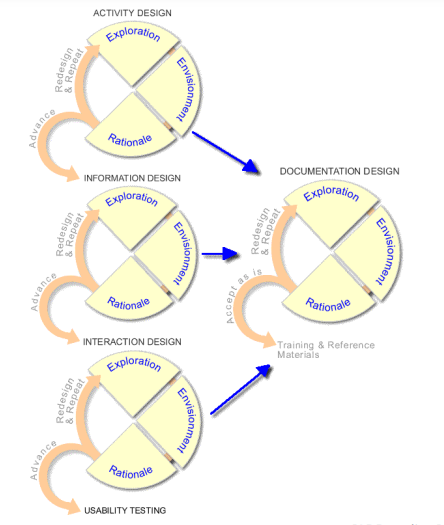 ACTIVITY DESIGN
Exploration
Envisionment
Rationale
Redesign
& Repeat
Advance
INFORMATION DESIGN
Exploration
Envisionment
Rationale
Redesign
& Repeat
Advance
INTERACTION DESIGN
Exploration
Envisionment
Rationale
Redesign
& Repeat
Advance
USABILITY TESTING
DOCUMENTATION DESIGN
Exploration
Envisionment
Rationale
Redesign
& Repeat
Accept as is
Training & Reference
Materials